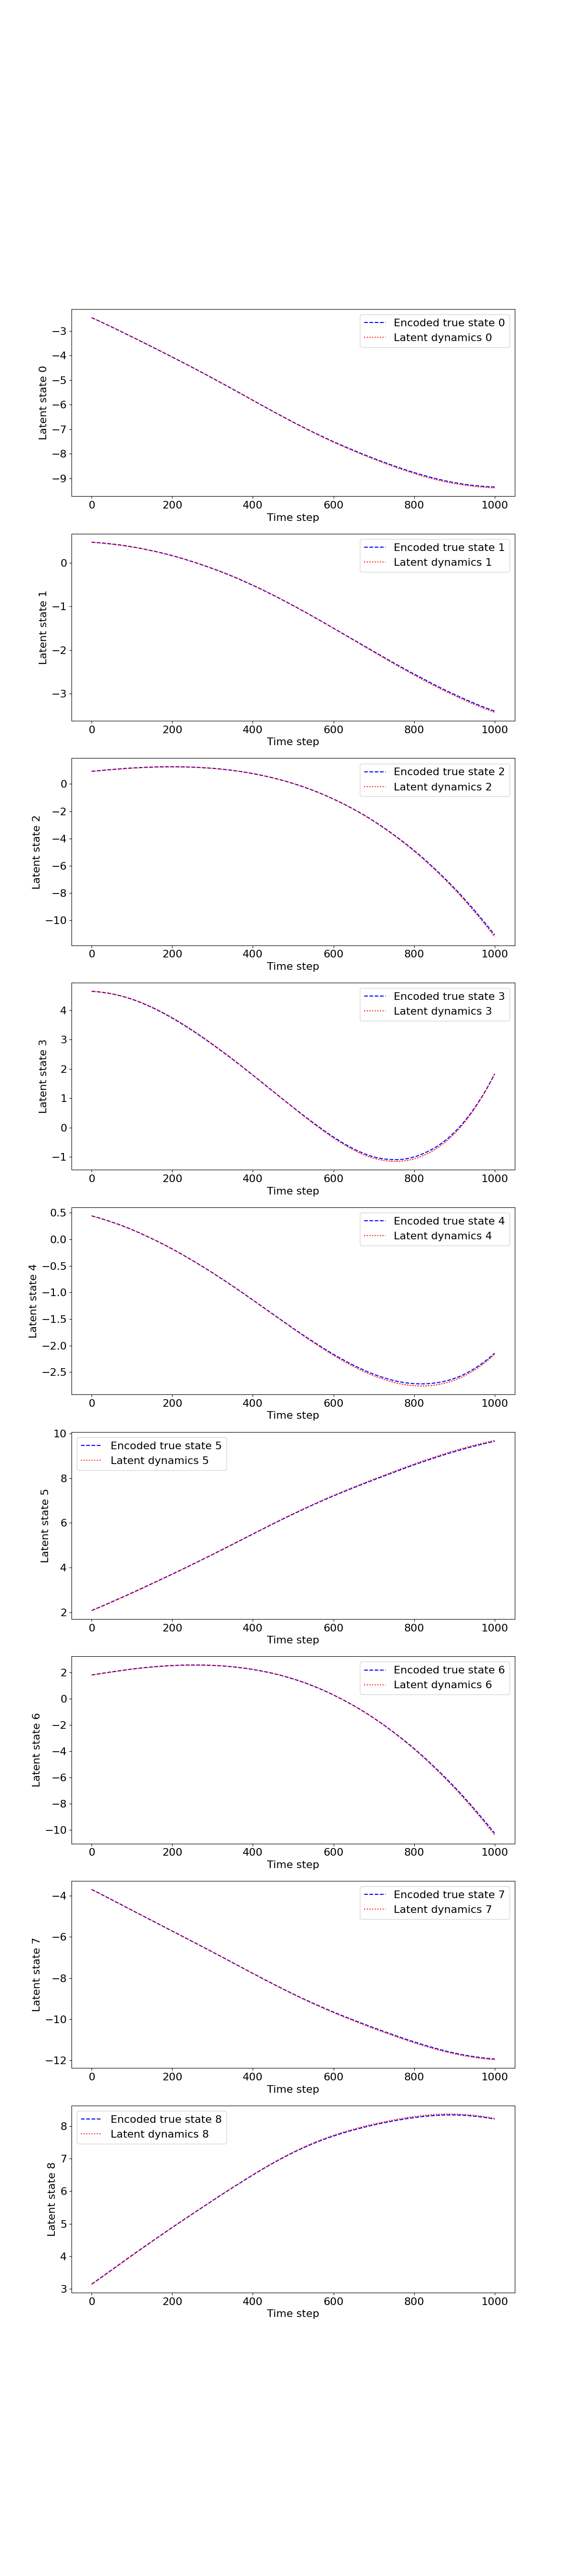 Latent state 0
−3
−4
−5
−6
−7
−8
−9
Encoded true state 0
Latent dynamics 0
0 200 400 600 800 1000
Time step
Latent state 1
0
−1
−2
−3
Encoded true state 1
Latent dynamics 1
0 200 400 600 800 1000
Time step
Latent state 2
0
−2
−4
−6
−8
−10
Encoded true state 2
Latent dynamics 2
0 200 400 600 800 1000
Time step
Latent state 3
4
3
2
1
0
−1
Encoded true state 3
Latent dynamics 3
0 200 400 600 800 1000
Time step
Latent state 4
0.5
0.0
−0.5
−1.0
−1.5
−2.0
−2.5
Encoded true state 4
Latent dynamics 4
0 200 400 600 800 1000
Time step
Latent state 5
10
8
6
4
2
Encoded true state 5
Latent dynamics 5
0 200 400 600 800 1000
Time step
Latent state 6
2
0
−2
−4
−6
−8
−10
Encoded true state 6
Latent dynamics 6
0 200 400 600 800 1000
Time step
Latent state 7
−4
−6
−8
−10
−12
Encoded true state 7
Latent dynamics 7
0 200 400 600 800 1000
Time step
Latent state 8
8
7
6
5
4
3
Encoded true state 8
Latent dynamics 8
0 200 400 600 800 1000
Time step